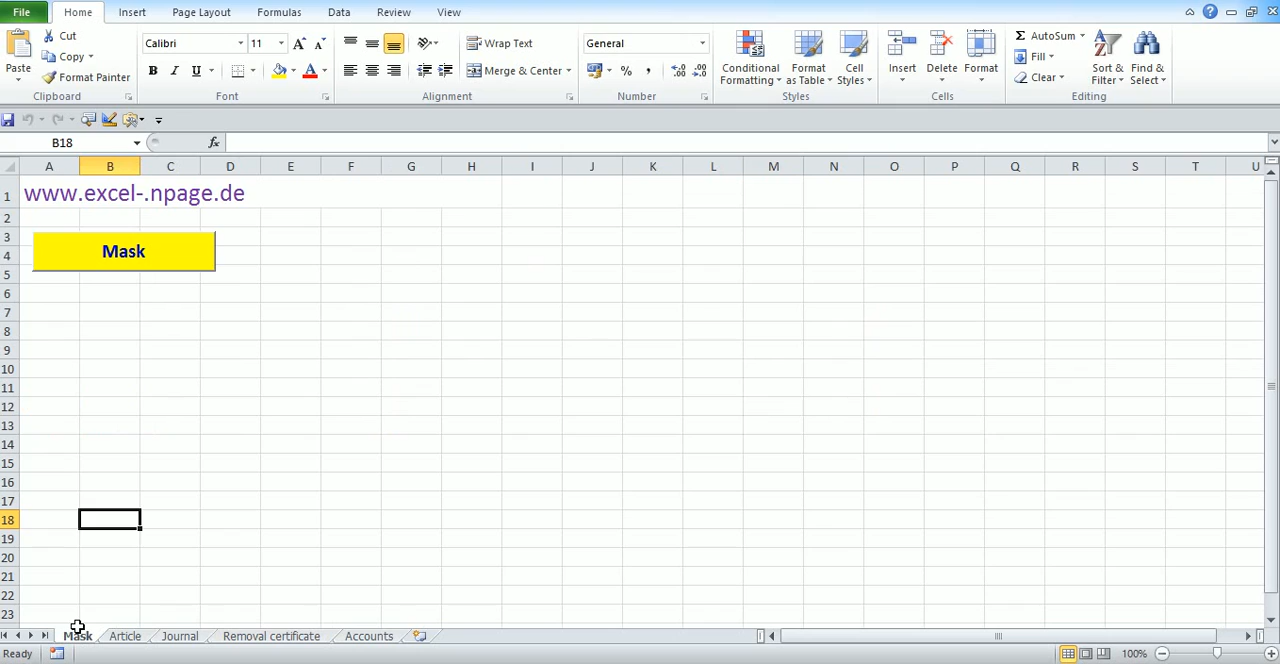 File Home Insert Page Layout Formulas Data Review View
Cut
Copy
Format Painter
Paste
Clipboard
Calibri 11 A A
B I U A
Font
Wrap Text
Merge & Center
Alignment
General
% , .0 .00 .00 .0
Number
Conditional Formatting
Format as Table
Cell Styles
Styles
Insert Delete Format
Cells
Σ AutoSum
Fill
Clear
Sort & Filter
Find & Select
Editing
B18 fx
A B C D E F G H I J K L M N O P Q R S T U
1 www.excel-.npage.de
2
3
Mask
4
5
6
7
8
9
10
11
12
13
14
15
16
17
18
19
20
21
22
23
Mask Article Journal Removal certificate Accounts
Ready 100%